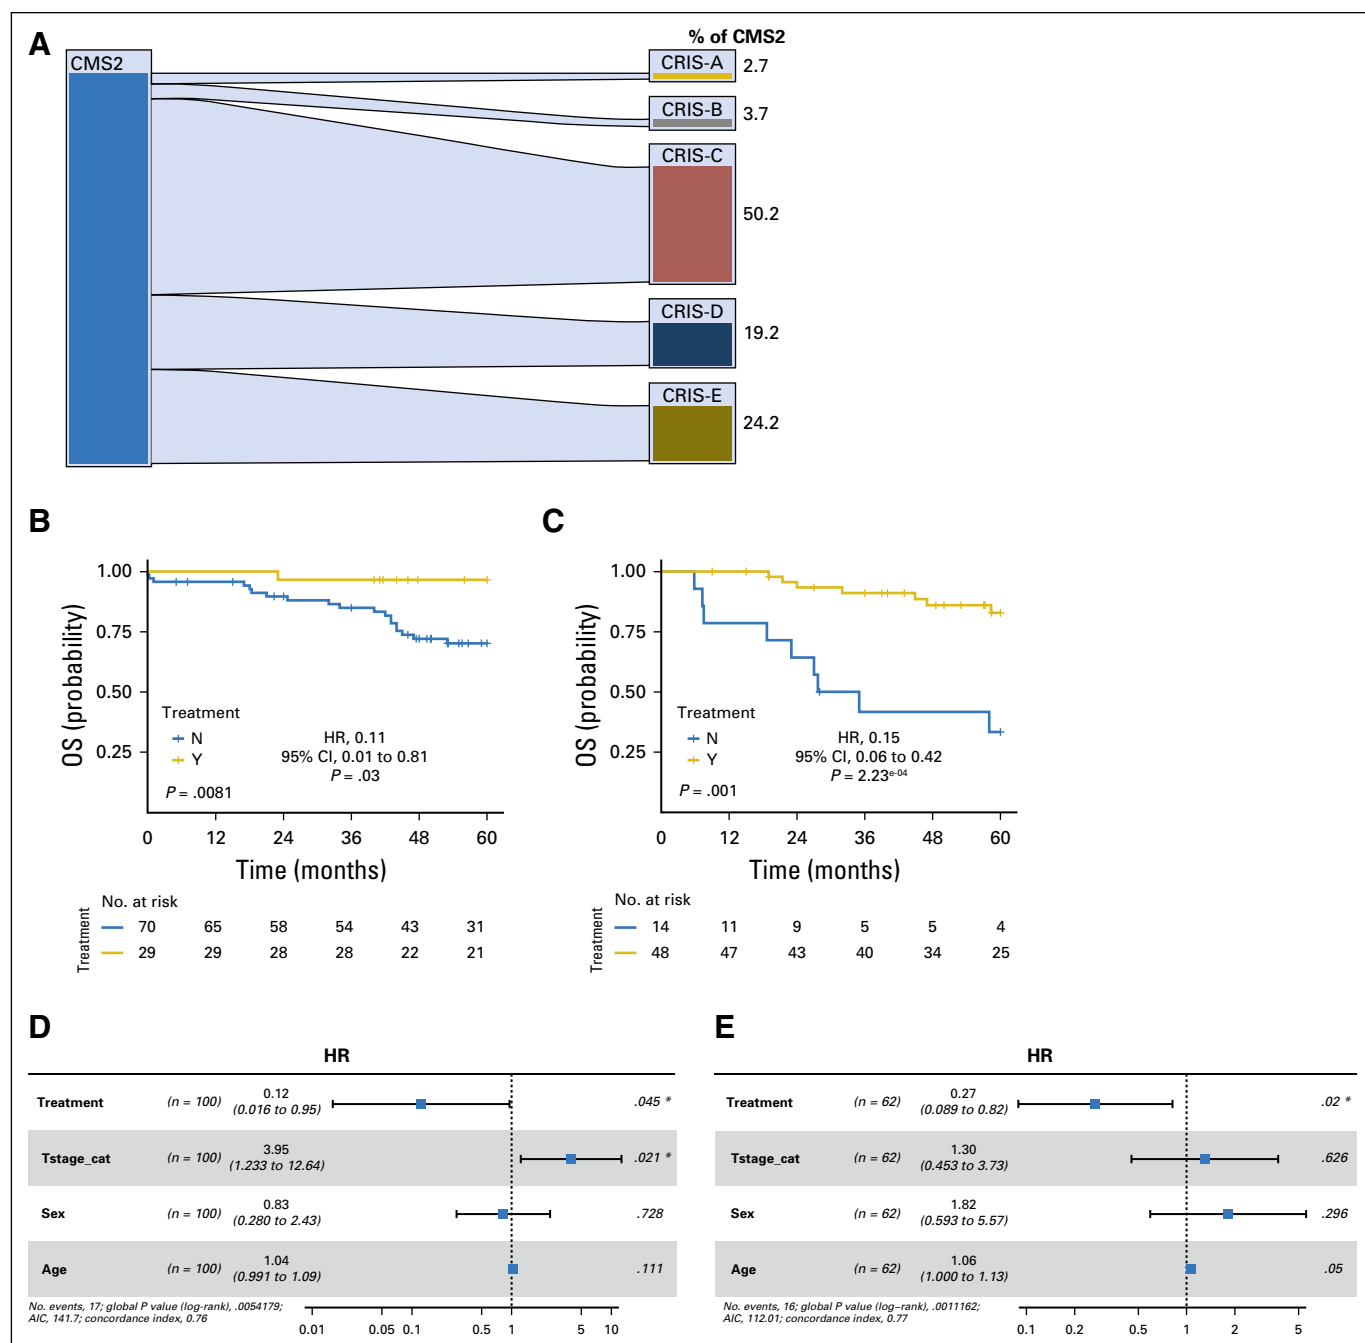 A
% of CMS2
CMS2
CRIS-A 2.7
CRIS-B 3.7
CRIS-C
50.2
CRIS-D
19.2
CRIS-E
24.2
B
OS (probability)
1.00
0.75
0.50
0.25
Treatment
N
Y
P = .0081
HR, 0.11
95% CI, 0.01 to 0.81
P = .03
0 12 24 36 48 60
Time (months)
No. at risk
Treatment
70 65 58 54 43 31
29 29 28 28 22 21
C
OS (probability)
1.00
0.75
0.50
0.25
Treatment
N
Y
P = .001
HR, 0.15
95% CI, 0.06 to 0.42
P = 2.23e-04
0 12 24 36 48 60
Time (months)
No. at risk
Treatment
14 11 9 5 5 4
48 47 43 40 34 25
D
HR
Treatment (n = 100) 0.12 (0.016 to 0.95) .045 *
Tstage_cat (n = 100) 3.95 (1.233 to 12.64) .021 *
Sex (n = 100) 0.83 (0.280 to 2.43) .728
Age (n = 100) 1.04 (0.991 to 1.09) .111
No. events, 17; global P value (log-rank), .0054179;
AIC, 141.7; concordance index, 0.76
0.01 0.05 0.1 0.5 1 5 10
E
HR
Treatment (n = 62) 0.27 (0.089 to 0.82) .02 *
Tstage_cat (n = 62) 1.30 (0.453 to 3.73) .626
Sex (n = 62) 1.82 (0.593 to 5.57) .296
Age (n = 62) 1.06 (1.000 to 1.13) .05
No. events, 16; global P value (log–rank), .0011162;
AIC, 112.01; concordance index, 0.77
0.1 0.2 0.5 1 2 5